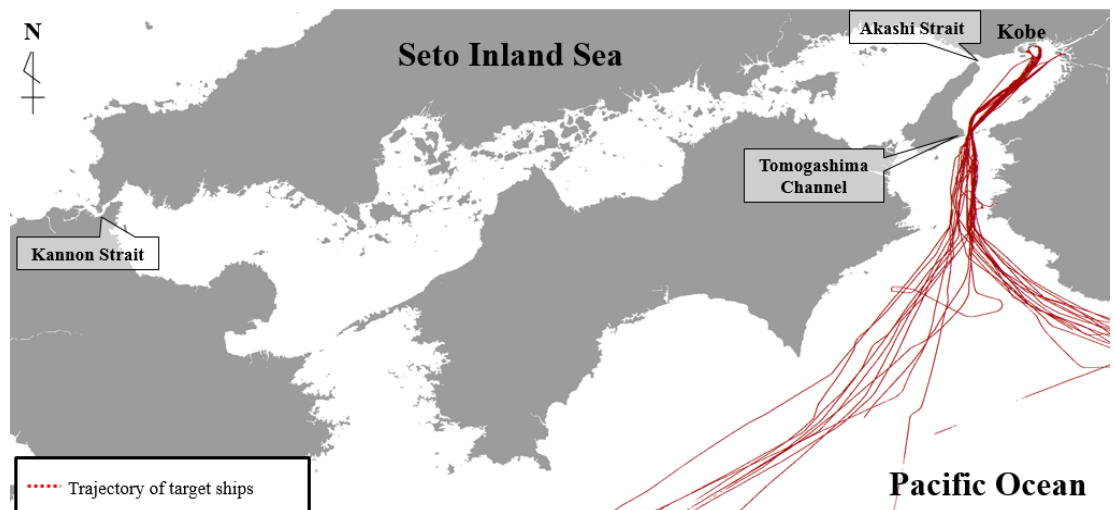 N
Seto Inland Sea
Akashi Strait
Kobe
Tomogashima
Channel
Kannon Strait
Trajectory of target ships
Pacific Ocean